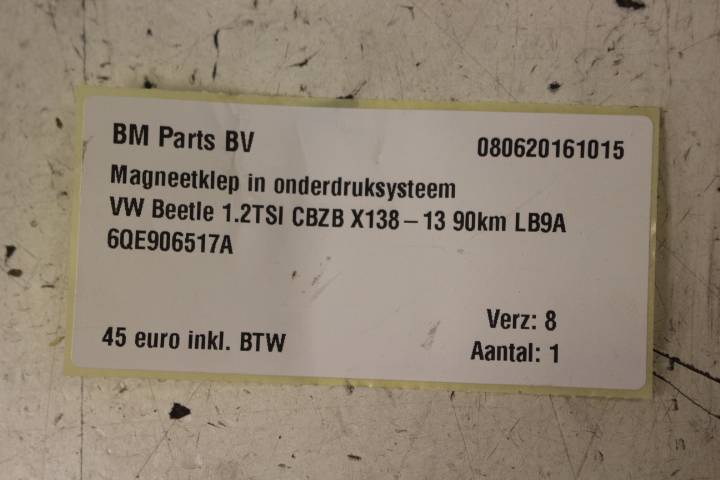 BM Parts BV 080620161015
Magneetklep in onderdruksysteem
VW Beetle 1.2TSI CBZB X138-13 90km LB9A
6QE906517A
Verz: 8
45 euro inkl. BTW Aantal: 1